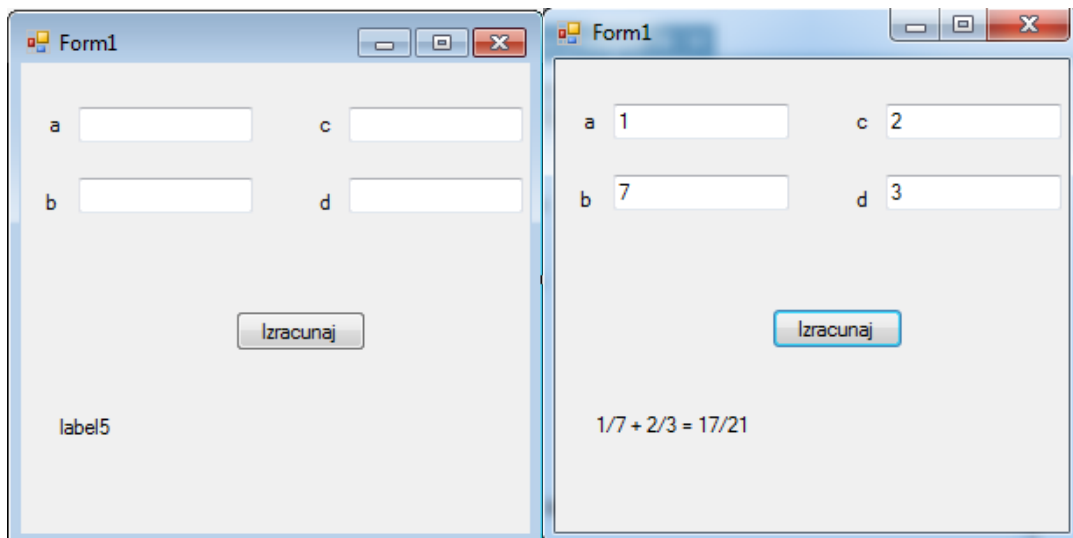 Form1
a c
b d
Izracunaj
label5
Form1
a 1 c 2
b 7 d 3
Izracunaj
1/7 + 2/3 = 17/21